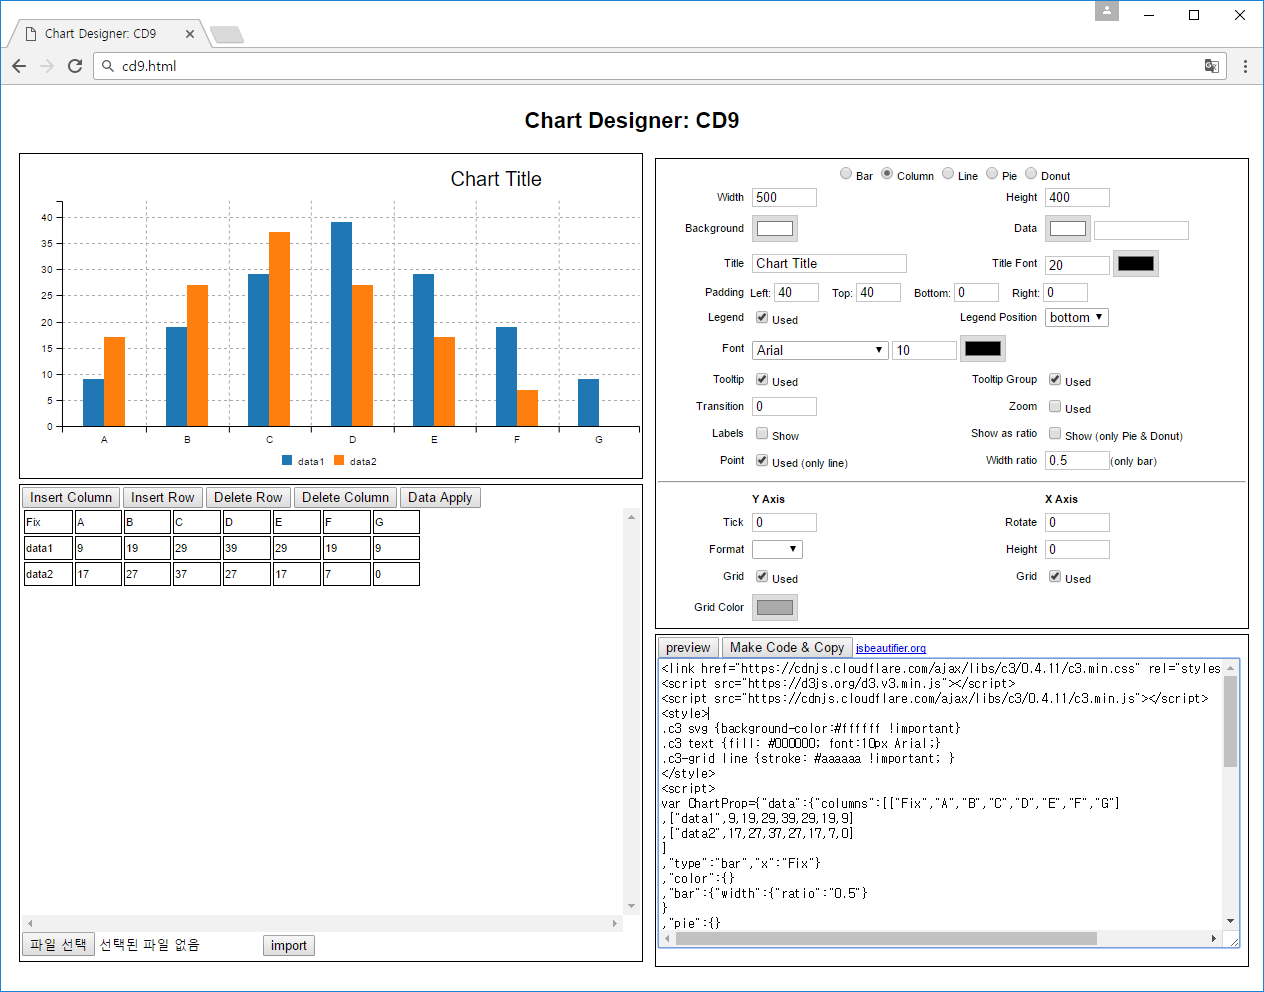 Chart Designer: CD9
cd9.html
Chart Designer: CD9
Chart Title
40
35
30
25
20
15
10
5
0
A B C D E F G
data1 data2
Insert Column Insert Row Delete Row Delete Column Data Apply
Fix A B C D E F G
data1 9 19 29 39 29 19 9
data2 17 27 37 27 17 7 0
파일 선택 선택된 파일 없음 import
Bar Column Line Pie Donut
Width 500 Height 400
Background Data
Title Chart Title Title Font 20
Padding Left: 40 Top: 40 Bottom: 0 Right: 0
Legend Used Legend Position bottom
Font Arial 10
Tooltip Used Tooltip Group Used
Transition 0 Zoom Used
Labels Show Show as ratio Show (only Pie & Donut)
Point Used (only line) Width ratio 0.5 (only bar)
Y Axis X Axis
Tick 0 Rotate 0
Format Height 0
Grid Used Grid Used
Grid Color
preview Make Code & Copy jsbeautifier.org
<link href="https://cdnjs.cloudflare.com/ajax/libs/c3/0.4.11/c3.min.css" rel="styles
<script src="https://d3js.org/d3.v3.min.js"></script>
<script src="https://cdnjs.cloudflare.com/ajax/libs/c3/0.4.11/c3.min.js"></script>
<style>
.c3 svg {background-color:#ffffff !important}
.c3 text {fill: #000000; font:10px Arial;}
.c3-grid line {stroke: #aaaaaa !important; }
</style>
<script>
var ChartProp={"data":{"columns":[["Fix","A","B","C","D","E","F","G"]
,["data1",9,19,29,39,29,19,9]
,["data2",17,27,37,27,17,7,0]
]
,"type":"bar","x":"Fix"}
,"color":{}
,"bar":{"width":{"ratio":"0.5"}
}
,"pie":{}